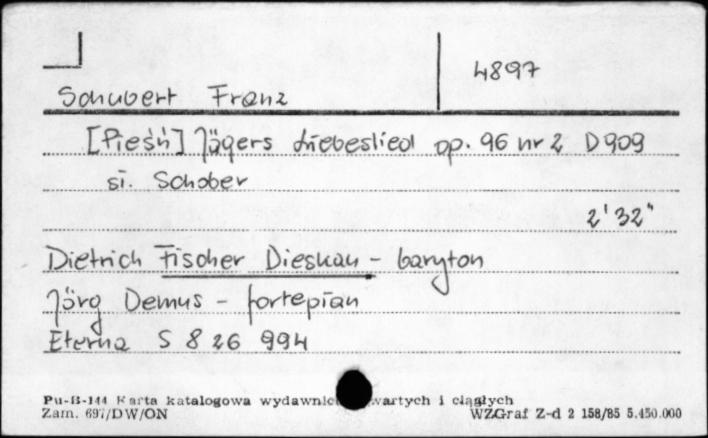 4897
Schubert Franz
[Pieśń] Jägers Liebeslied op. 96 nr 2 D909
sł. Schober
2'32"
Dietrich Fischer Dieskau - baryton
Jörg Demus - fortepian
Eterna S 8 26 994
Pu-B-144 Karta katalogowa wydawnic wartych i ciągłych
Zam. 697/DW/ON WZGraf Z-d 2 158/85 5.450.000